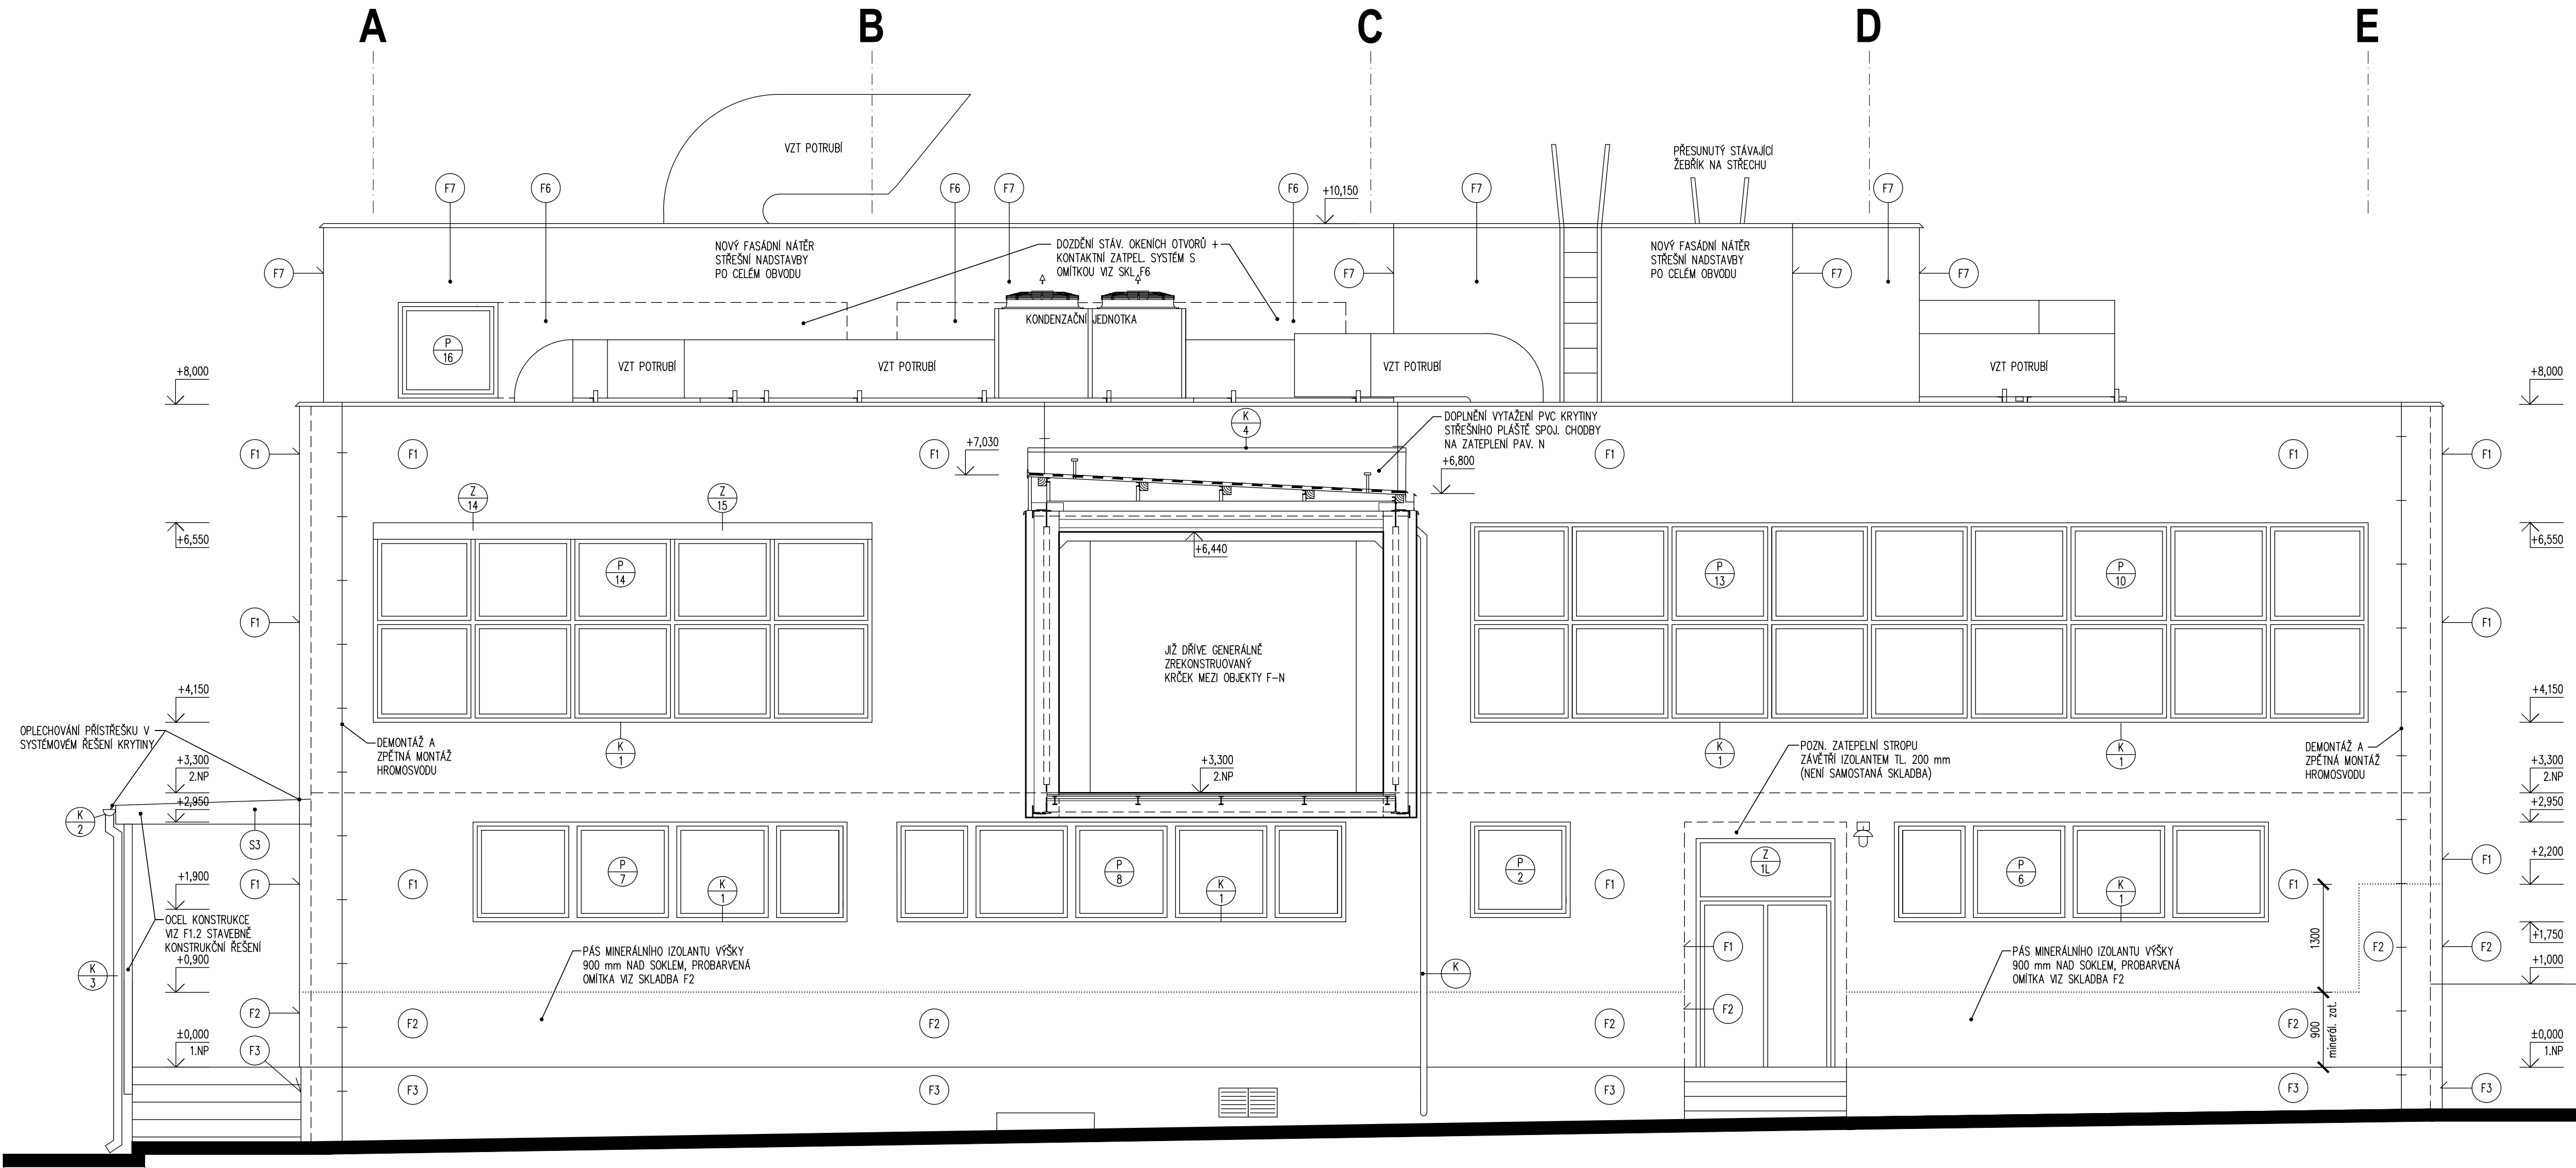 A B C D E
VZT POTRUBÍ
PŘESUNUTÝ STÁVAJÍCÍ
ŽEBŘÍK NA STŘECHU
F7 F6 F6 F7 F6 +10,150 F7 F7
NOVÝ FASÁDNÍ NÁTĚR
STŘEŠNÍ NADSTAVBY
PO CELÉM OBVODU
DOZDĚNÍ STÁV. OKENÍCH OTVORŮ +
KONTAKTNÍ ZATPEL. SYSTÉM S
OMÍTKOU VIZ SKL.F6
NOVÝ FASÁDNÍ NÁTĚR
STŘEŠNÍ NADSTAVBY
PO CELÉM OBVODU
F7 F7 F7 F7
KONDENZAČNÍ JEDNOTKA
P
16
VZT POTRUBÍ VZT POTRUBÍ VZT POTRUBÍ VZT POTRUBÍ
+8,000 +8,000
K
4
DOPLNĚNÍ VYTAŽENÍ PVC KRYTINY
STŘEŠNÍHO PLÁŠTĚ SPOJ. CHODBY
NA ZATEPLENÍ PAV. N
+7,030
F1 F1 F1 F1 F1 F1
+6,800
Z
14
Z
15
+6,550 +6,550
+6,440
P
14
P
13
P
10
F1 F1
JIŽ DŘÍVE GENERÁLNĚ
ZREKONSTRUOVANÝ
KRČEK MEZI OBJEKTY F-N
+4,150 +4,150
OPLECHOVÁNÍ PŘÍSTŘEŠKU V
SYSTÉMOVÉM ŘEŠENÍ KRYTINY
DEMONTÁŽ A
ZPĚTNÁ MONTÁŽ
HROMOSVODU
K
1
K
1
K
1
POZN. ZATEPELNÍ STROPU
ZÁVĚTŘÍ IZOLANTEM TL. 200 mm
(NENÍ SAMOSTANÁ SKLADBA)
DEMONTÁŽ A
ZPĚTNÁ MONTÁŽ
HROMOSVODU
+3,300
2.NP
+3,300
2.NP
+3,300
2.NP
+2,950 +2,950
K
2
S3
P
7
K
1
P
8
K
1
P
2
Z
1L
P
6
K
1
+2,200
+1,900
F1 F1 F1 F1 F1
OCEL KONSTRUKCE
VIZ F1.2 STAVEBNĚ
KONSTRUKČNÍ ŘEŠENÍ
PÁS MINERÁLNÍHO IZOLANTU VÝŠKY
900 mm NAD SOKLEM, PROBARVENÁ
OMÍTKA VIZ SKLADBA F2
F1
PÁS MINERÁLNÍHO IZOLANTU VÝŠKY
900 mm NAD SOKLEM, PROBARVENÁ
OMÍTKA VIZ SKLADBA F2
1300
F2 F2
+1,750
+0,900
+1,000
K
3
K
F2 F2 F2 F2 F2 F2
900
minerál. zat.
±0,000
1.NP
±0,000
1.NP
F3 F3 F3 F3 F3 F3